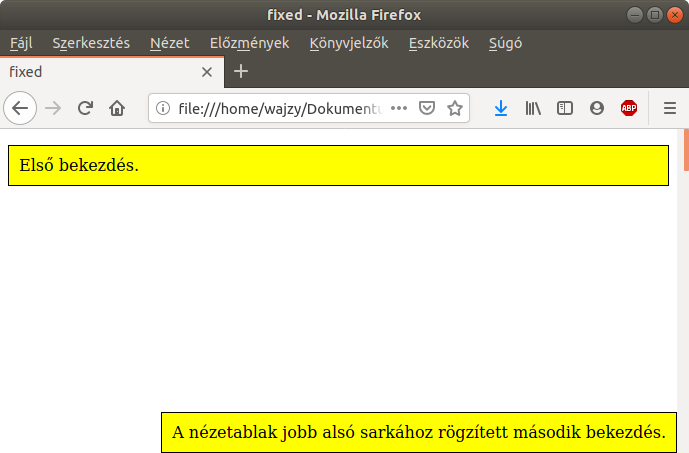 fixed - Mozilla Firefox
Fájl Szerkesztés Nézet Előzmények Könyvjelzők Eszközök Súgó
fixed
file:///home/wajzy/Dokument
ABP
Első bekezdés.
A nézetablak jobb alsó sarkához rögzített második bekezdés.